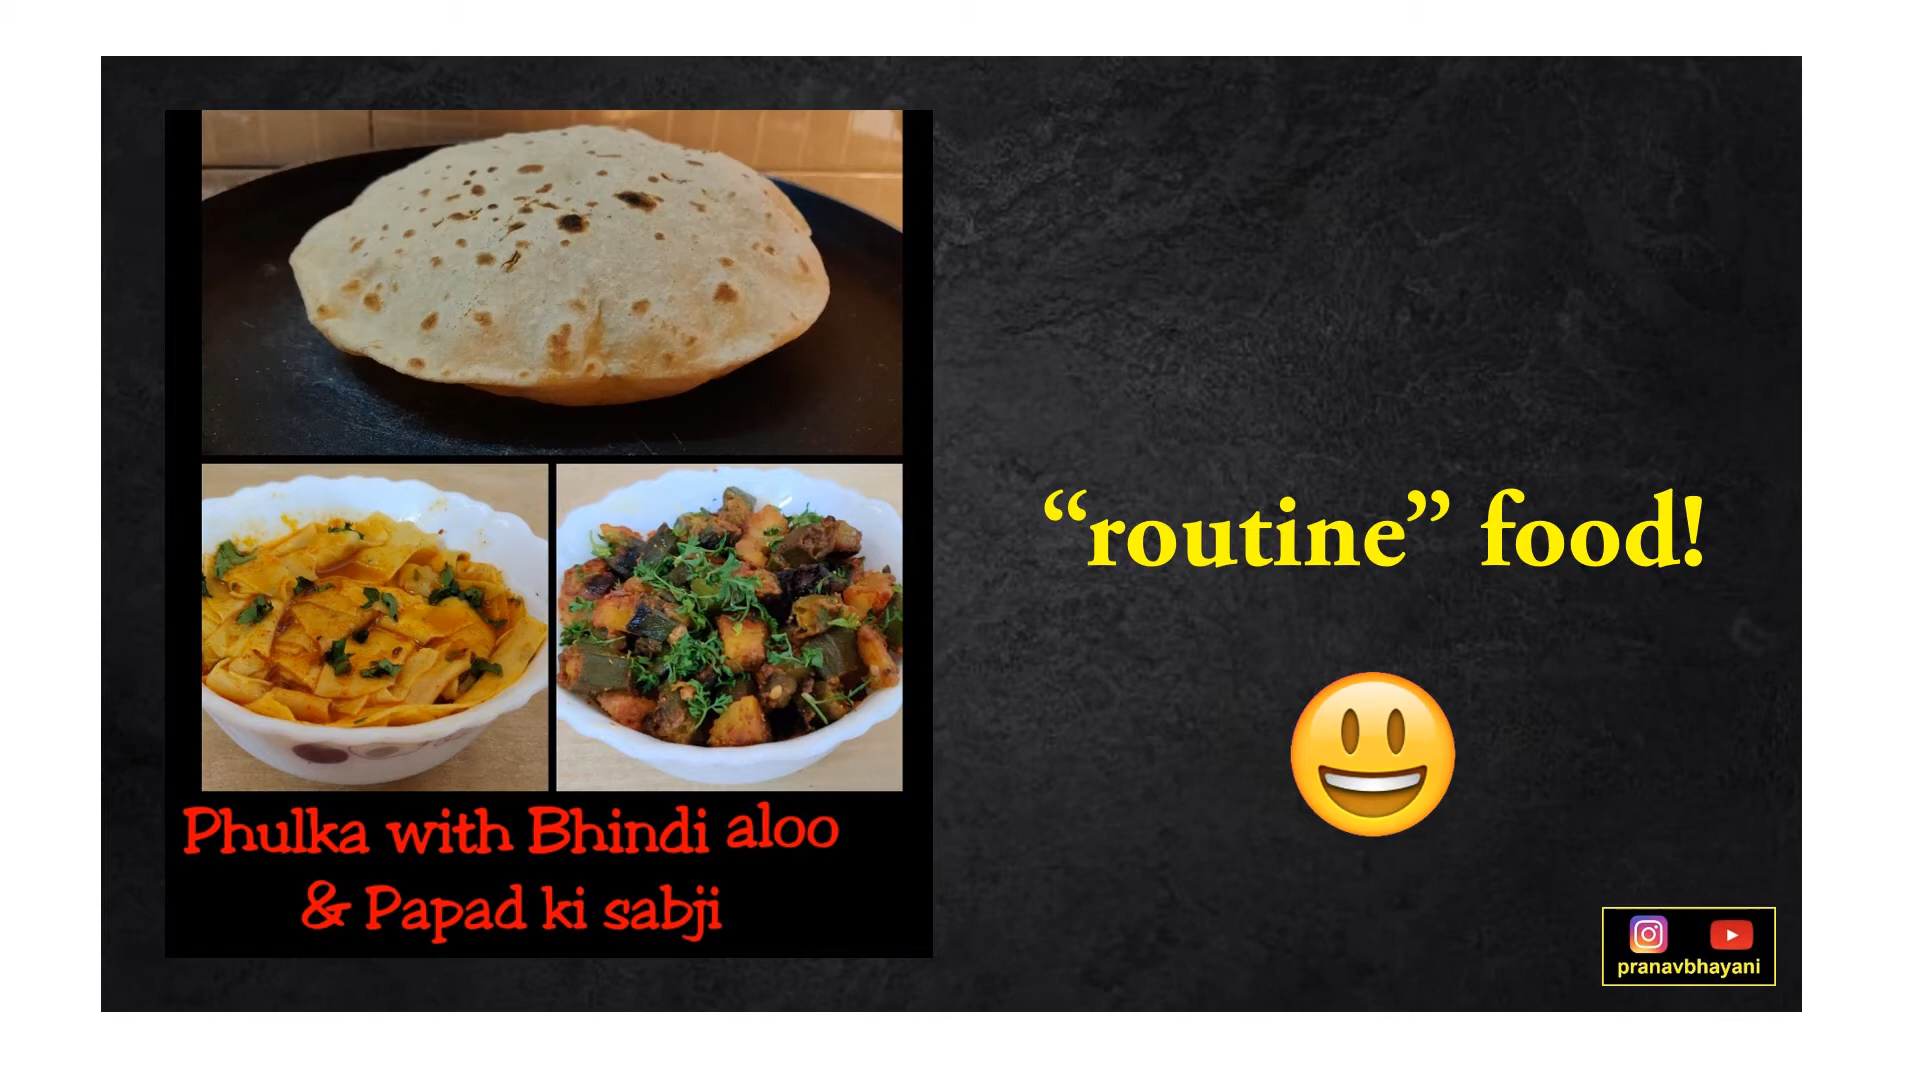 Phulka with Bhindi aloo
& Papad ki sabji
“routine” food!
pranavbhayani